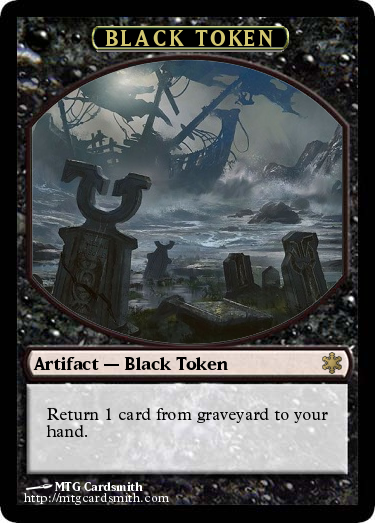 BLACK TOKEN
Artifact — Black Token
Return 1 card from graveyard to your
hand.
MTG Cardsmith
http://mtgcardsmith.com